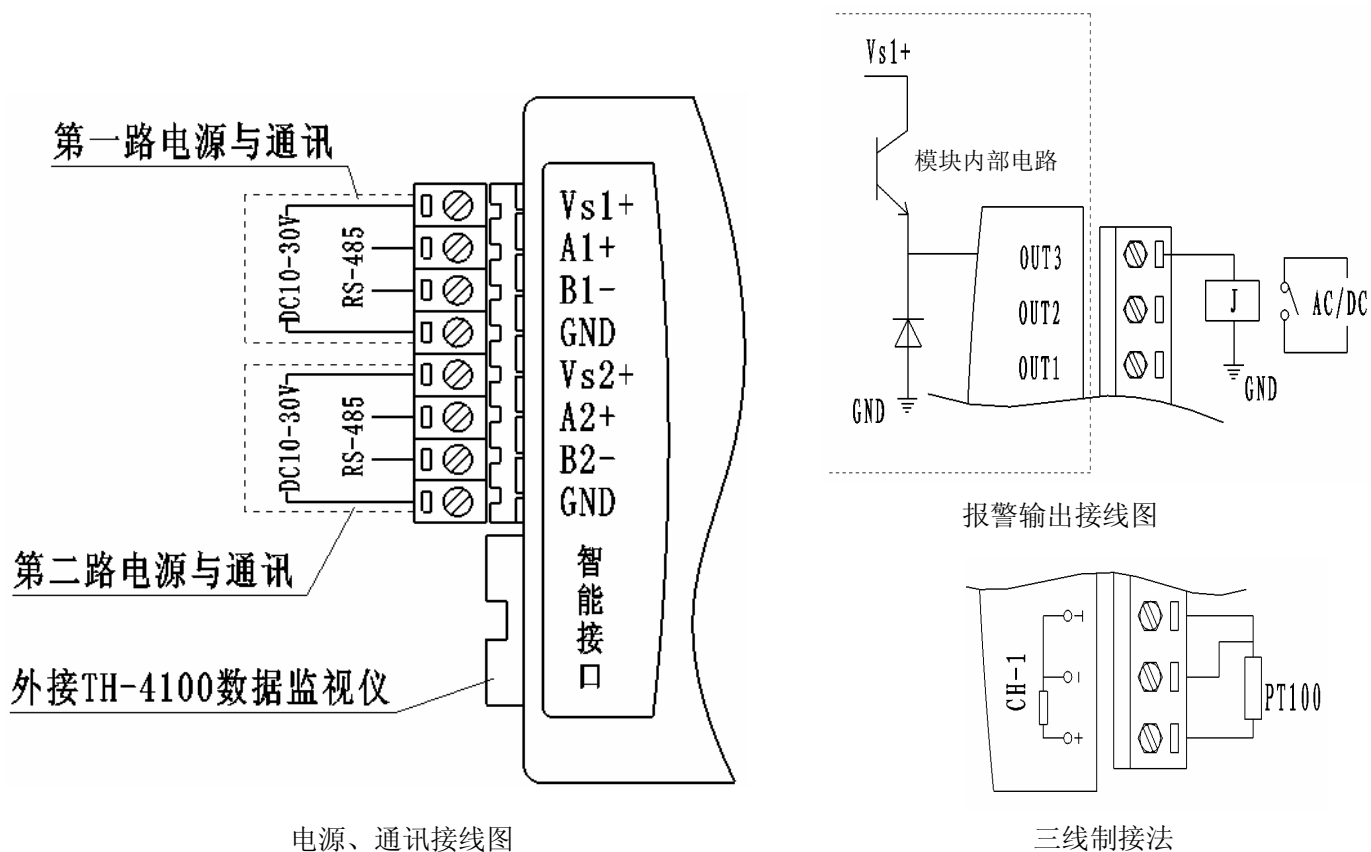 第一路电源与通讯
DC10-30V
RS-485
DC10-30V
RS-485
第二路电源与通讯
外接TH-4100数据监视仪
Vs1+
A1+
B1-
GND
Vs2+
A2+
B2-
GND
智能接口
电源、通讯接线图
Vs1+
模块内部电路
OUT3
OUT2
OUT1
GND
J
AC/DC
GND
报警输出接线图
CH-1
-
+
PT100
三线制接法